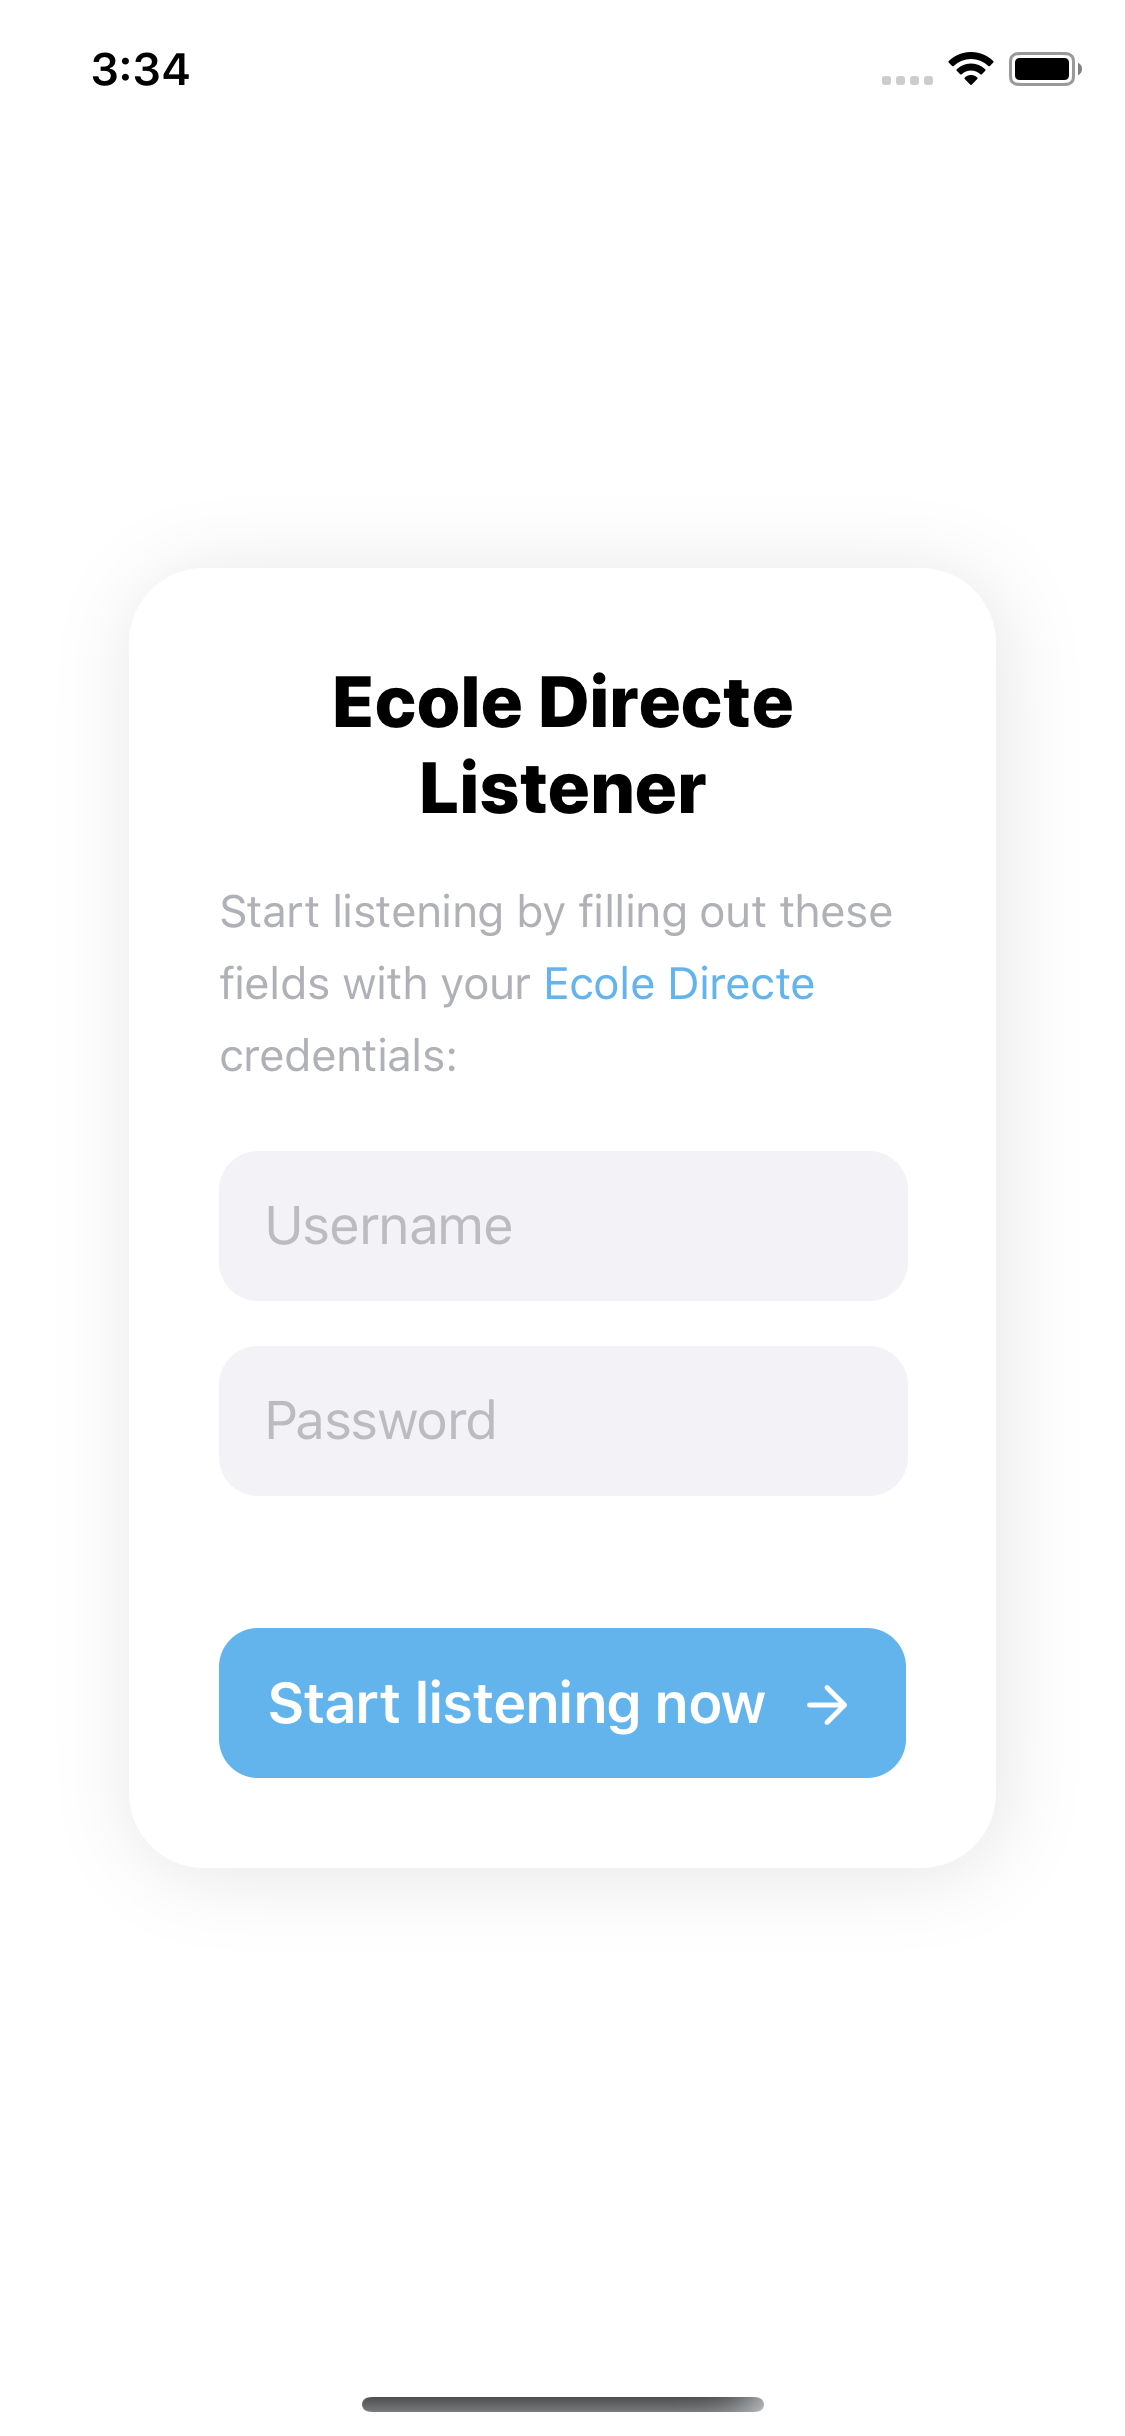 3:34
Ecole Directe
Listener
Start listening by filling out these
fields with your Ecole Directe
credentials:
Username
Password
Start listening now